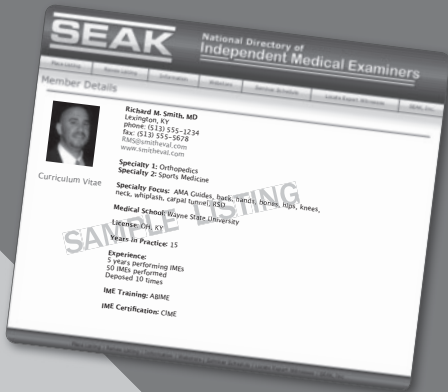 SEAK
National Directory of
Independent Medical Examiners
Member Details
Richard M. Smith, MD
Lexington, KY
phone: (513) 555-1234
fax: (513) 555-5678
RMS@smitheval.com
www.smitheval.com
Specialty 1: Orthopedics
Specialty 2: Sports Medicine
Curriculum Vitae
Specialty Focus: AMA Guides, back, hands, bones, hips, knees,
neck, whiplash, carpal tunnel, RSD
Medical School: Wayne State University
SAMPLE LISTING
License: OH, KY
Years in Practice: 15
Experience:
5 years performing IMEs
50 IMEs performed
Deposed 10 times
IME Training: ABIME
IME Certification: CIME